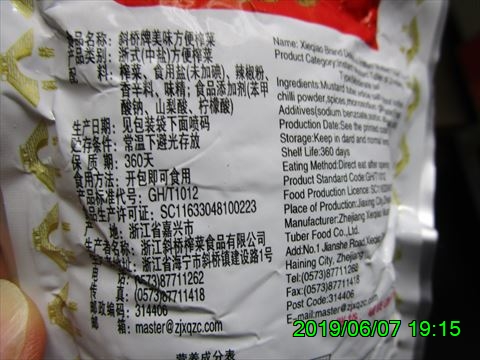 食品名称: 斜桥牌美味方便榨菜
产品类别: 浙式(中盐)方便榨菜
配 料: 榨菜、食用盐(未加碘)、辣椒粉、
香辛料、味精; 食品添加剂(苯甲
酸钠、山梨酸、柠檬酸)
生产日期: 见包装袋下面喷码
贮存条件: 常温下避光存放
保 质 期: 360天
食用方法: 开包即可食用
产品标准代号: GH/T1012
食品生产许可证: SC11633048100223
产 地: 浙江省嘉兴市
生产者名称: 浙江斜桥榨菜食品有限公司
地 址: 浙江省海宁市斜桥镇建设路1号
电 话: (0573)87711262
传 真: (0573)87711418
邮政编码: 314406
邮 箱: master@zjxqzc.com
营养成分表
Name: Xieqiao Brand
Product Category:Instant
Type
Ingredients:Mustard tuber,
chilli powder,spices,
Additives(sodium benzoate,
Production Date:See the printed
Storage:Keep in dard and normal
Shelf Life:360 days
Eating Method:Direct eat after opening
Product Standard Code:GH/T1012
Food Production Licence: SC11633048
Place of Production:Jiaxing City,
Manufacturer:Zhejiang Xieqiao
Tuber Food Co.,Ltd.
Add:No.1 Jianshe Road,Xieqiao
Haining City, Zhejiang
Tel:(0573)87711262
Fax:(0573)87711418
Post Code:314406
E-mail:master@zjxqzc.com
2019/06/07 19:15